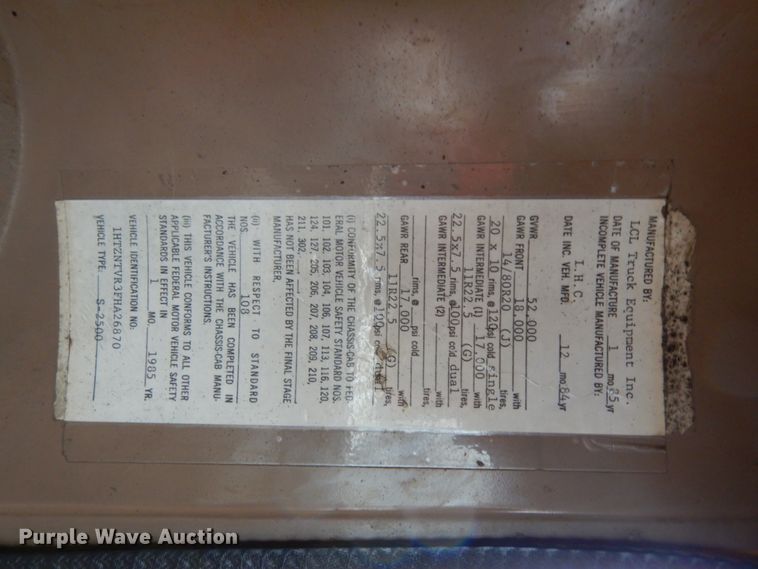 MANUFACTURED BY:
LCL Truck Equipment Inc.
DATE OF MANUFACTURE 1 mo. 85 yr
INCOMPLETE VEHICLE MANUFACTURED BY:
I.H.C.
DATE INC. VEH. MFD. 12 mo. 84 yr
GVWR 52,000
GAWR FRONT 18,000 with
14/80R20 (J) tires,
20 x 10 rims, @ 120 psi cold single
GAWR INTERMEDIATE (1) 17,000 with
11R22.5 (G) tires,
22.5x7.5 rims, @ 100 psi cold dual
GAWR INTERMEDIATE (2) with
tires,
rims, @ psi cold
GAWR REAR 17,000 with
11R22.5 (G) tires,
22.5x7.5 rims, @ 100 psi cold dual
(i) CONFORMITY OF THE CHASSIS-CAB TO FED-
ERAL MOTOR VEHICLE SAFETY STANDARD NOS.
101, 102, 103, 104, 106, 107, 113, 116, 120,
124, 127, 205, 206, 207, 208, 209, 210,
211, 302,
HAS NOT BEEN AFFECTED BY THE FINAL STAGE
MANUFACTURER.
(ii) WITH RESPECT TO STANDARD
NOS. 108
THE VEHICLE HAS BEEN COMPLETED IN
ACCORDANCE WITH THE CHASSIS-CAB MANU-
FACTURER'S INSTRUCTIONS.
(iii) THIS VEHICLE CONFORMS TO ALL OTHER
APPLICABLE FEDERAL MOTOR VEHICLE SAFETY
STANDARDS IN EFFECT IN
1 MO. 1985 YR.
VEHICLE IDENTIFICATION NO.
1HTZNTVR3FHA26870
VEHICLE TYPE: S-2500
Purple Wave Auction